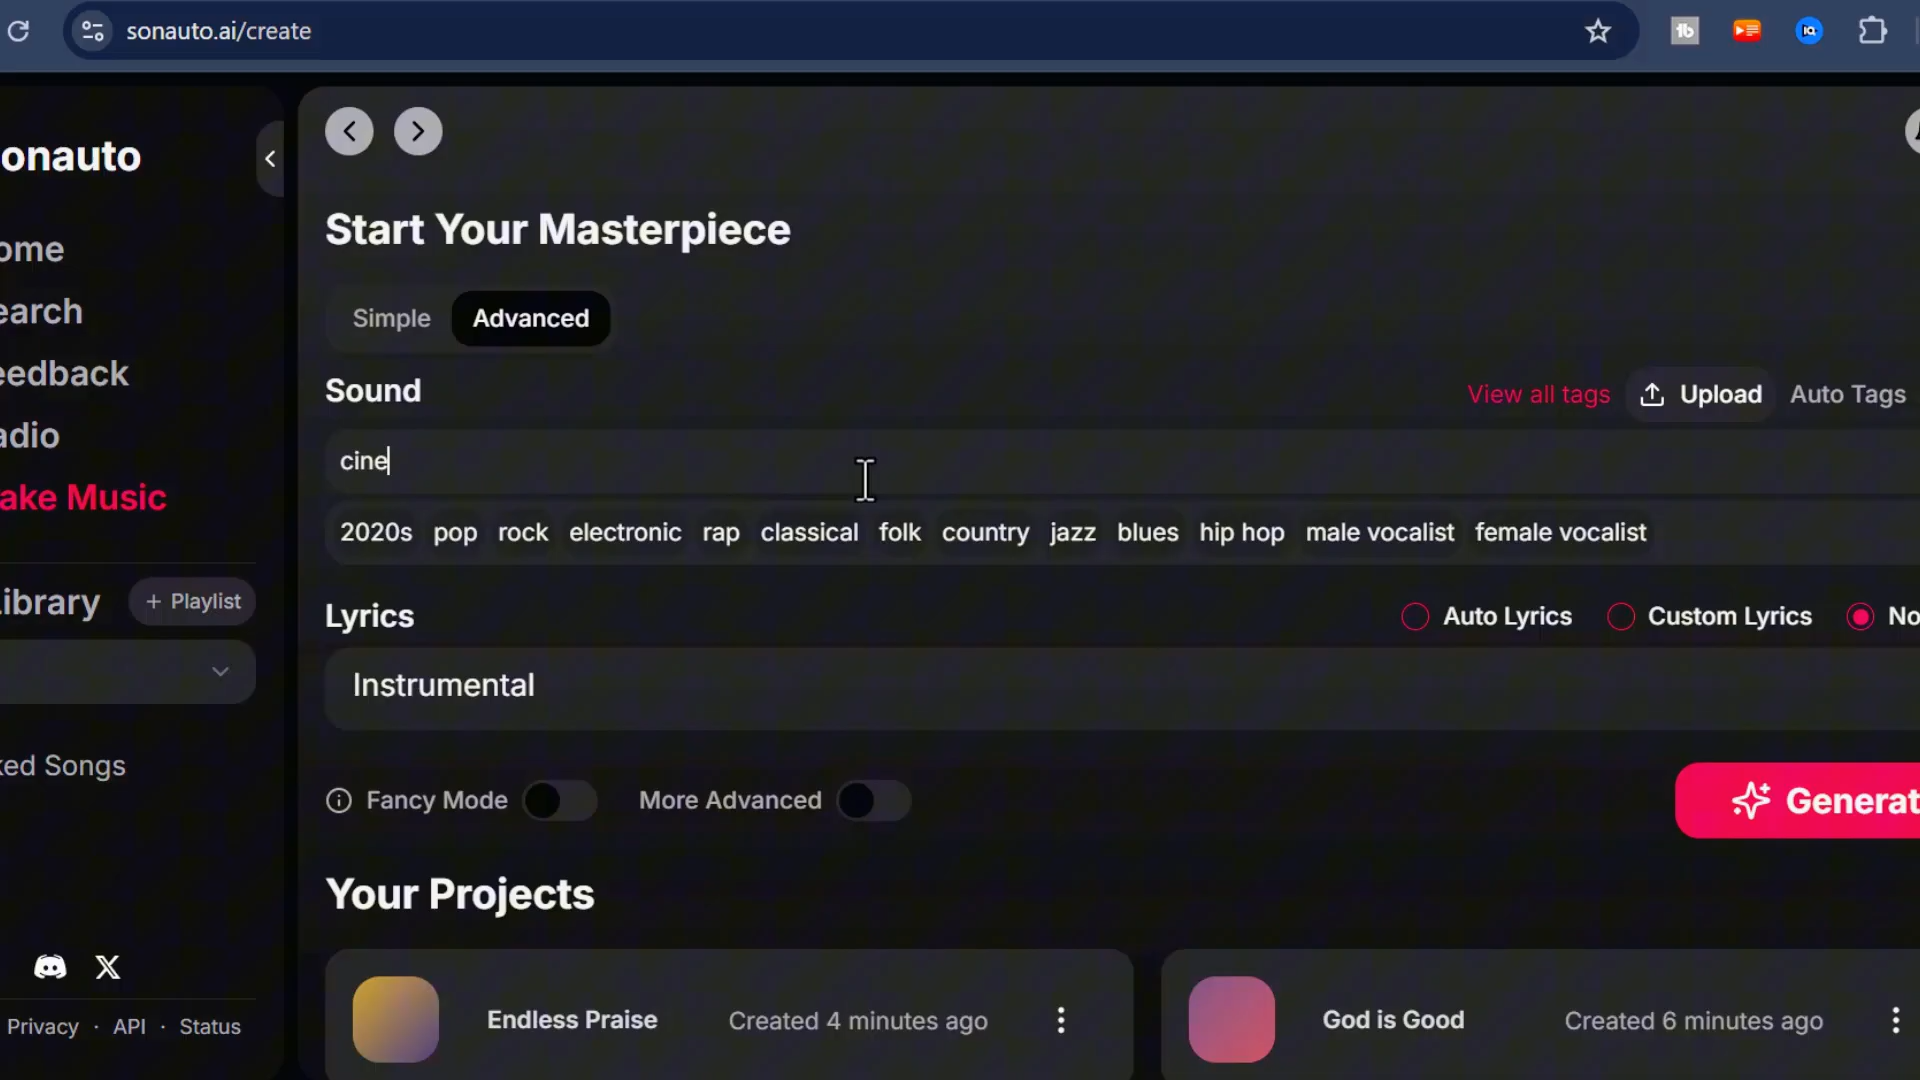 sonauto.ai/create
onauto
Start Your Masterpiece
ome
earch
eedback
adio
ake Music
Simple Advanced
Sound
View all tags Upload Auto Tags
cine
2020s pop rock electronic rap classical folk country jazz blues hip hop male vocalist female vocalist
Library + Playlist
Lyrics
Auto Lyrics Custom Lyrics No
Instrumental
ked Songs
Fancy Mode More Advanced
Generat
Your Projects
Endless Praise Created 4 minutes ago
God is Good Created 6 minutes ago
Privacy · API · Status